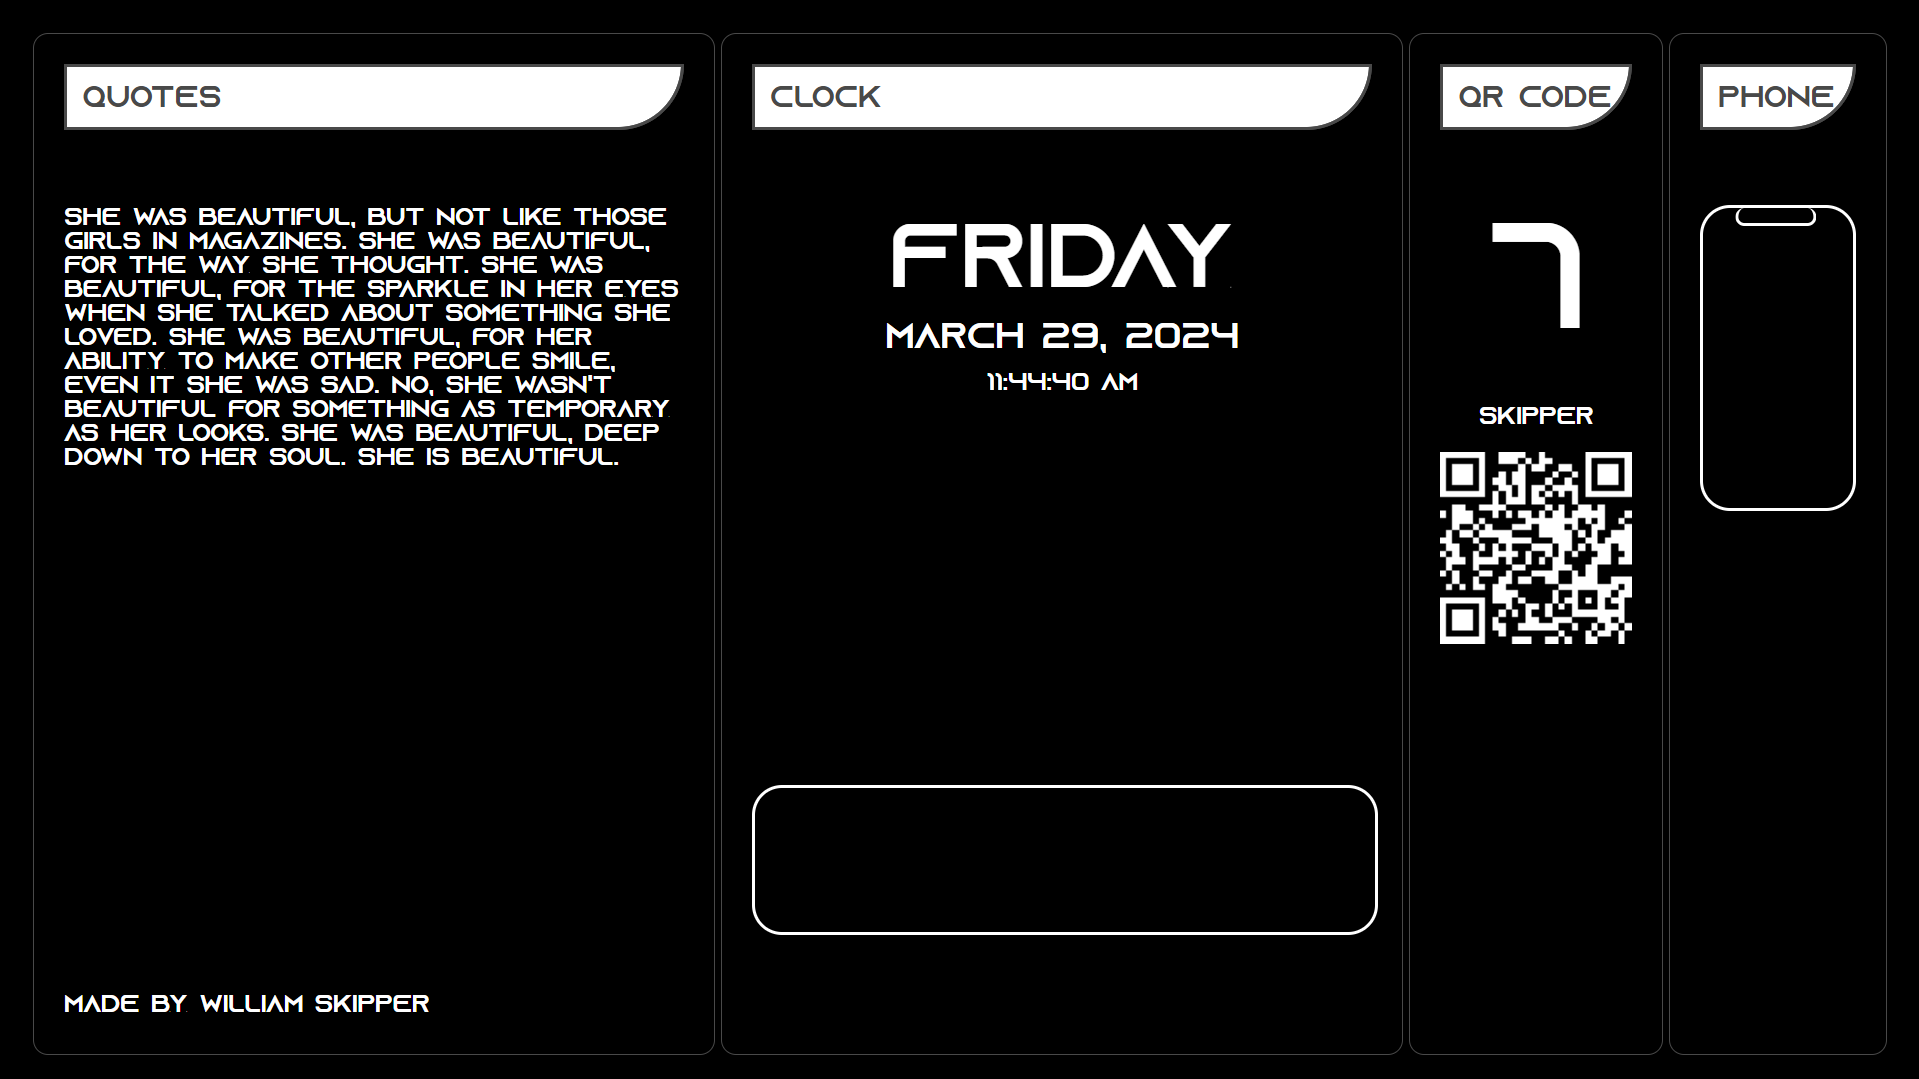 QUOTES
SHE WAS BEAUTIFUL, BUT NOT LIKE THOSE
GIRLS IN MAGAZINES. SHE WAS BEAUTIFUL,
FOR THE WAY SHE THOUGHT. SHE WAS
BEAUTIFUL, FOR THE SPARKLE IN HER EYES
WHEN SHE TALKED ABOUT SOMETHING SHE
LOVED. SHE WAS BEAUTIFUL, FOR HER
ABILITY TO MAKE OTHER PEOPLE SMILE,
EVEN IT SHE WAS SAD. NO, SHE WASN'T
BEAUTIFUL FOR SOMETHING AS TEMPORARY
AS HER LOOKS. SHE WAS BEAUTIFUL, DEEP
DOWN TO HER SOUL. SHE IS BEAUTIFUL.
MADE BY WILLIAM SKIPPER
CLOCK
FRIDAY
MARCH 29, 2024
11:44:40 AM
QR CODE
7
SKIPPER
PHONE